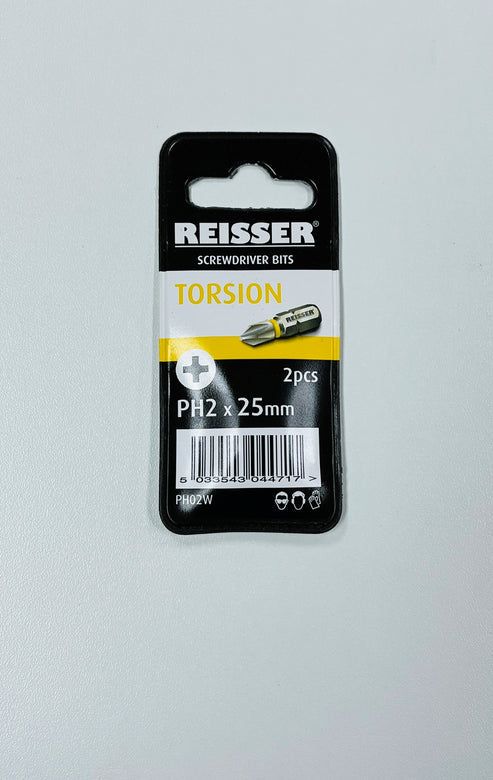 REISSER®
SCREWDRIVER BITS
TORSION
REISSER
2pcs
PH2 x 25mm
5 033543 044717 >
PH02W